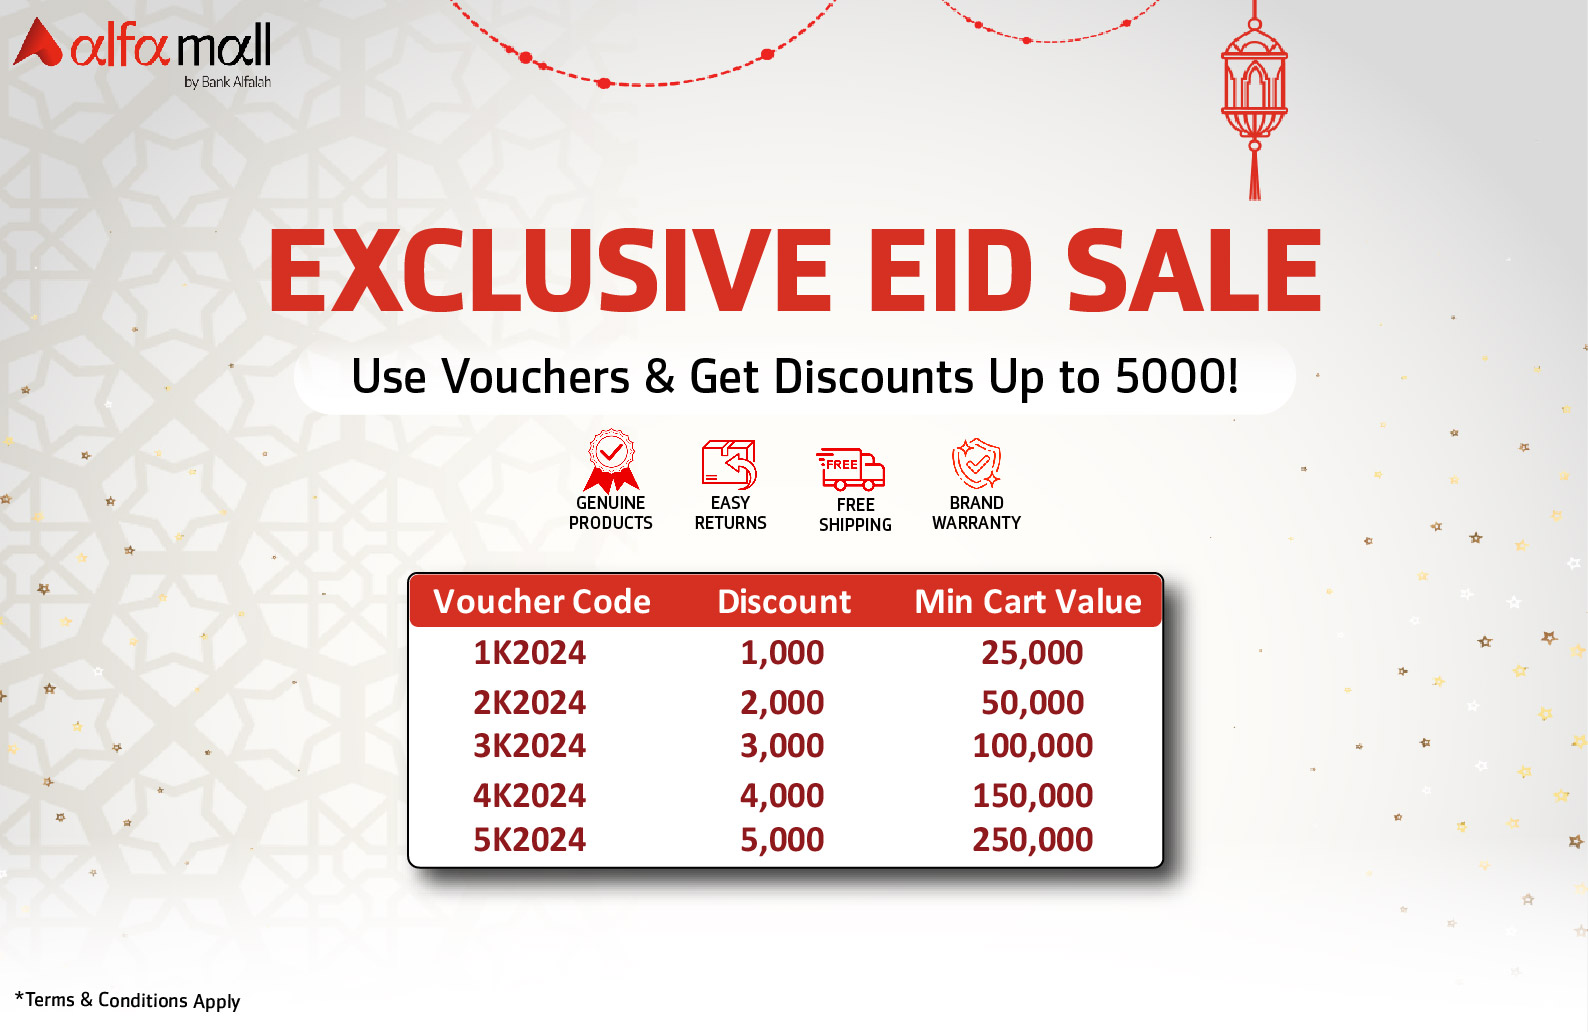 alfa mall
by Bank Alfalah
EXCLUSIVE EID SALE
Use Vouchers & Get Discounts Up to 5000!
FREE
GENUINE PRODUCTS
EASY RETURNS
FREE SHIPPING
BRAND WARRANTY
Voucher Code Discount Min Cart Value
1K2024 1,000 25,000
2K2024 2,000 50,000
3K2024 3,000 100,000
4K2024 4,000 150,000
5K2024 5,000 250,000
*Terms & Conditions Apply